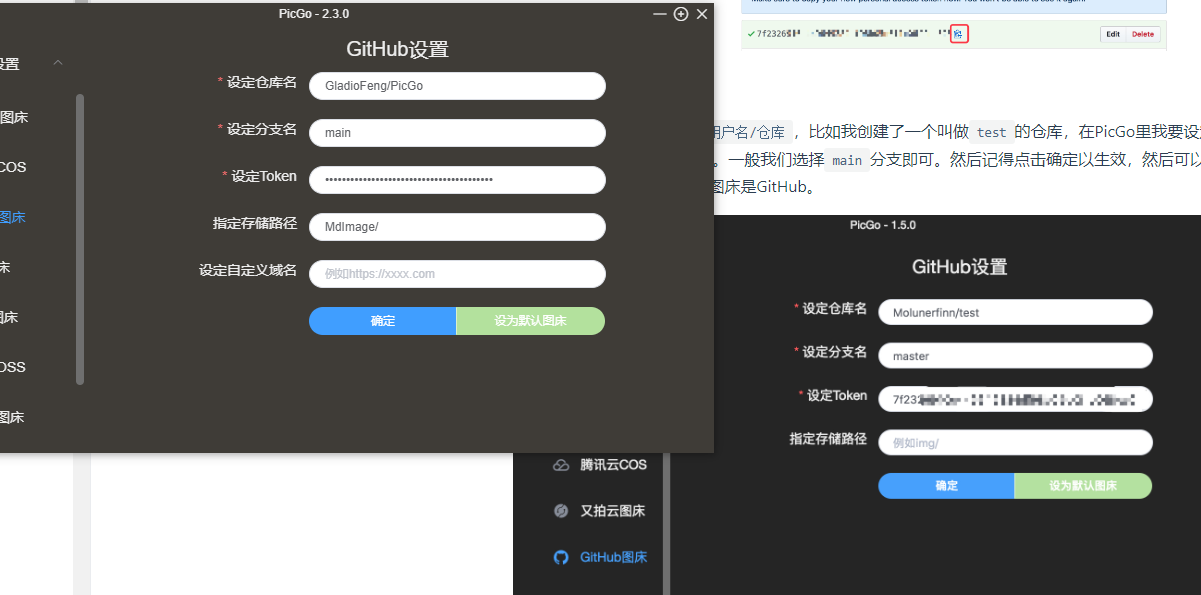 PicGo - 2.3.0
GitHub设置
设置
图床
COS
图床
床
图床
OSS
图床
* 设定仓库名
GladioFeng/PicGo
* 设定分支名
main
* 设定Token
••••••••••••••••••••••••••••••••••••••••
指定存储路径
MdImage/
设定自定义域名
例如https://xxxx.com
确定
设为默认图床
Edit
Delete
用户名/仓库 ，比如我创建了一个叫做 test 的仓库，在PicGo里我要设
。一般我们选择 main 分支即可。然后记得点击确定以生效，然后可以
图床是GitHub。
PicGo - 1.5.0
GitHub设置
* 设定仓库名
Molunerfinn/test
* 设定分支名
master
* 设定Token
7f232
指定存储路径
例如img/
确定
设为默认图床
腾讯云COS
又拍云图床
GitHub图床